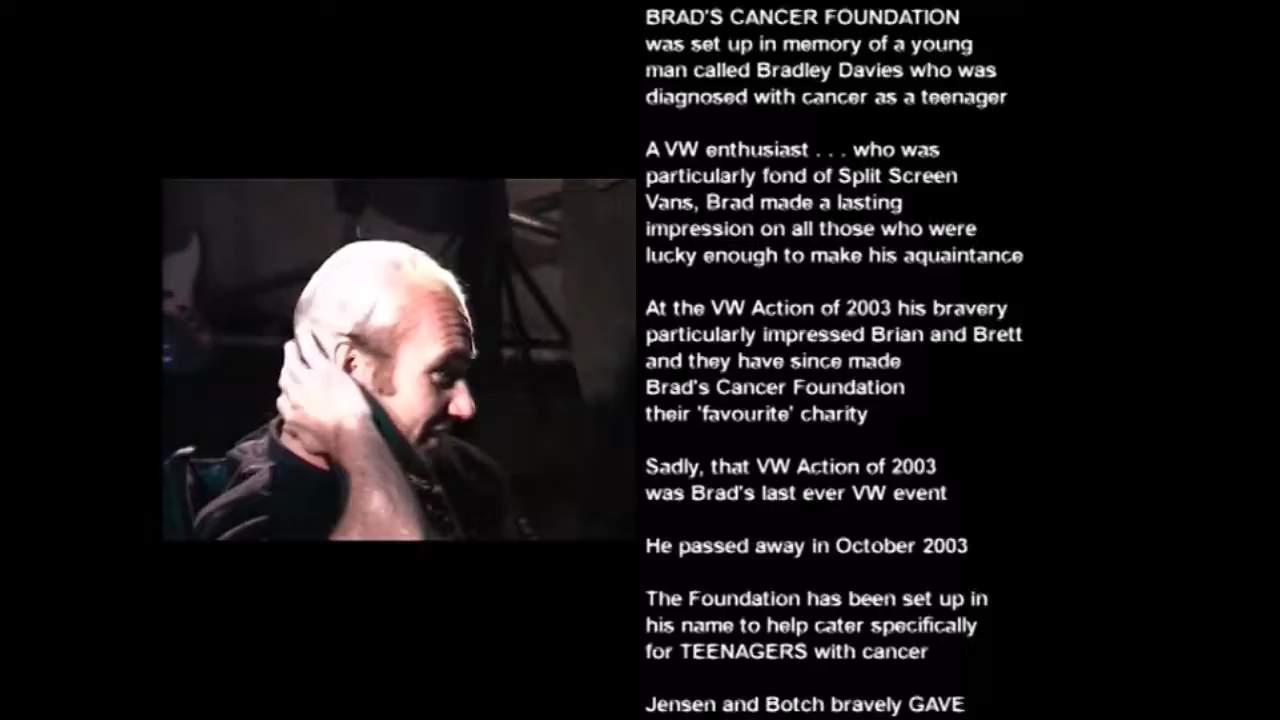 BRAD'S CANCER FOUNDATION
was set up in memory of a young
man called Bradley Davies who was
diagnosed with cancer as a teenager
A VW enthusiast . . . who was
particularly fond of Split Screen
Vans, Brad made a lasting
impression on all those who were
lucky enough to make his aquaintance
At the VW Action of 2003 his bravery
particularly impressed Brian and Brett
and they have since made
Brad's Cancer Foundation
their 'favourite' charity
Sadly, that VW Action of 2003
was Brad's last ever VW event
He passed away in October 2003
The Foundation has been set up in
his name to help cater specifically
for TEENAGERS with cancer
Jensen and Botch bravely GAVE